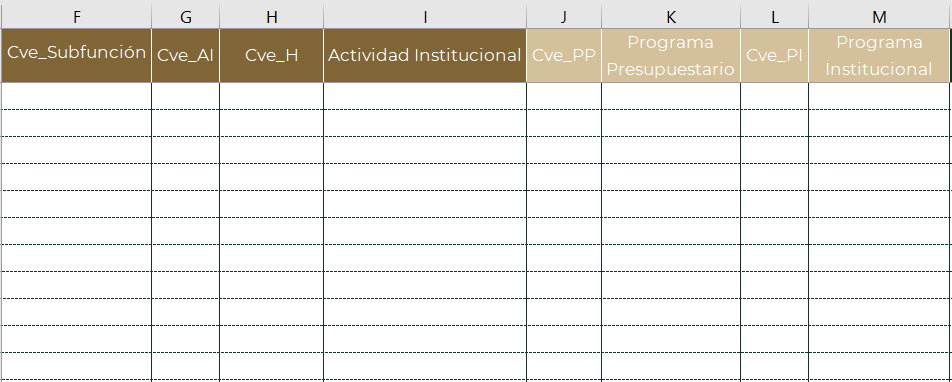 F G H I J K L M
Cve_Subfunción Cve_AI Cve_H Actividad Institucional Cve_PP Programa Presupuestario Cve_PI Programa Institucional